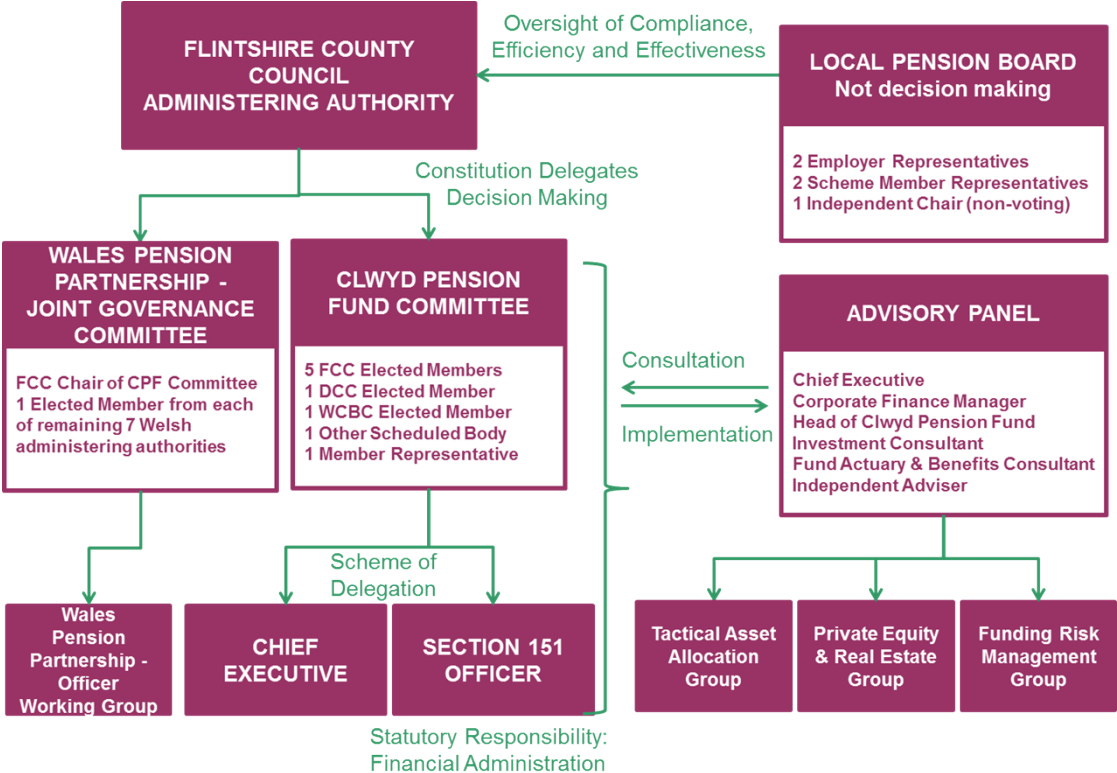 FLINTSHIRE COUNTY
COUNCIL
ADMINISTERING AUTHORITY
Oversight of Compliance,
Efficiency and Effectiveness
LOCAL PENSION BOARD
Not decision making
2 Employer Representatives
2 Scheme Member Representatives
1 Independent Chair (non-voting)
Constitution Delegates
Decision Making
WALES PENSION
PARTNERSHIP -
JOINT GOVERNANCE
COMMITTEE
FCC Chair of CPF Committee
1 Elected Member from each
of remaining 7 Welsh
administering authorities
CLWYD PENSION
FUND COMMITTEE
5 FCC Elected Members
1 DCC Elected Member
1 WCBC Elected Member
1 Other Scheduled Body
1 Member Representative
Consultation
Implementation
ADVISORY PANEL
Chief Executive
Corporate Finance Manager
Head of Clwyd Pension Fund
Investment Consultant
Fund Actuary & Benefits Consultant
Independent Adviser
Scheme of
Delegation
Wales
Pension
Partnership -
Officer
Working Group
CHIEF
EXECUTIVE
SECTION 151
OFFICER
Tactical Asset
Allocation
Group
Private Equity
& Real Estate
Group
Funding Risk
Management
Group
Statutory Responsibility:
Financial Administration